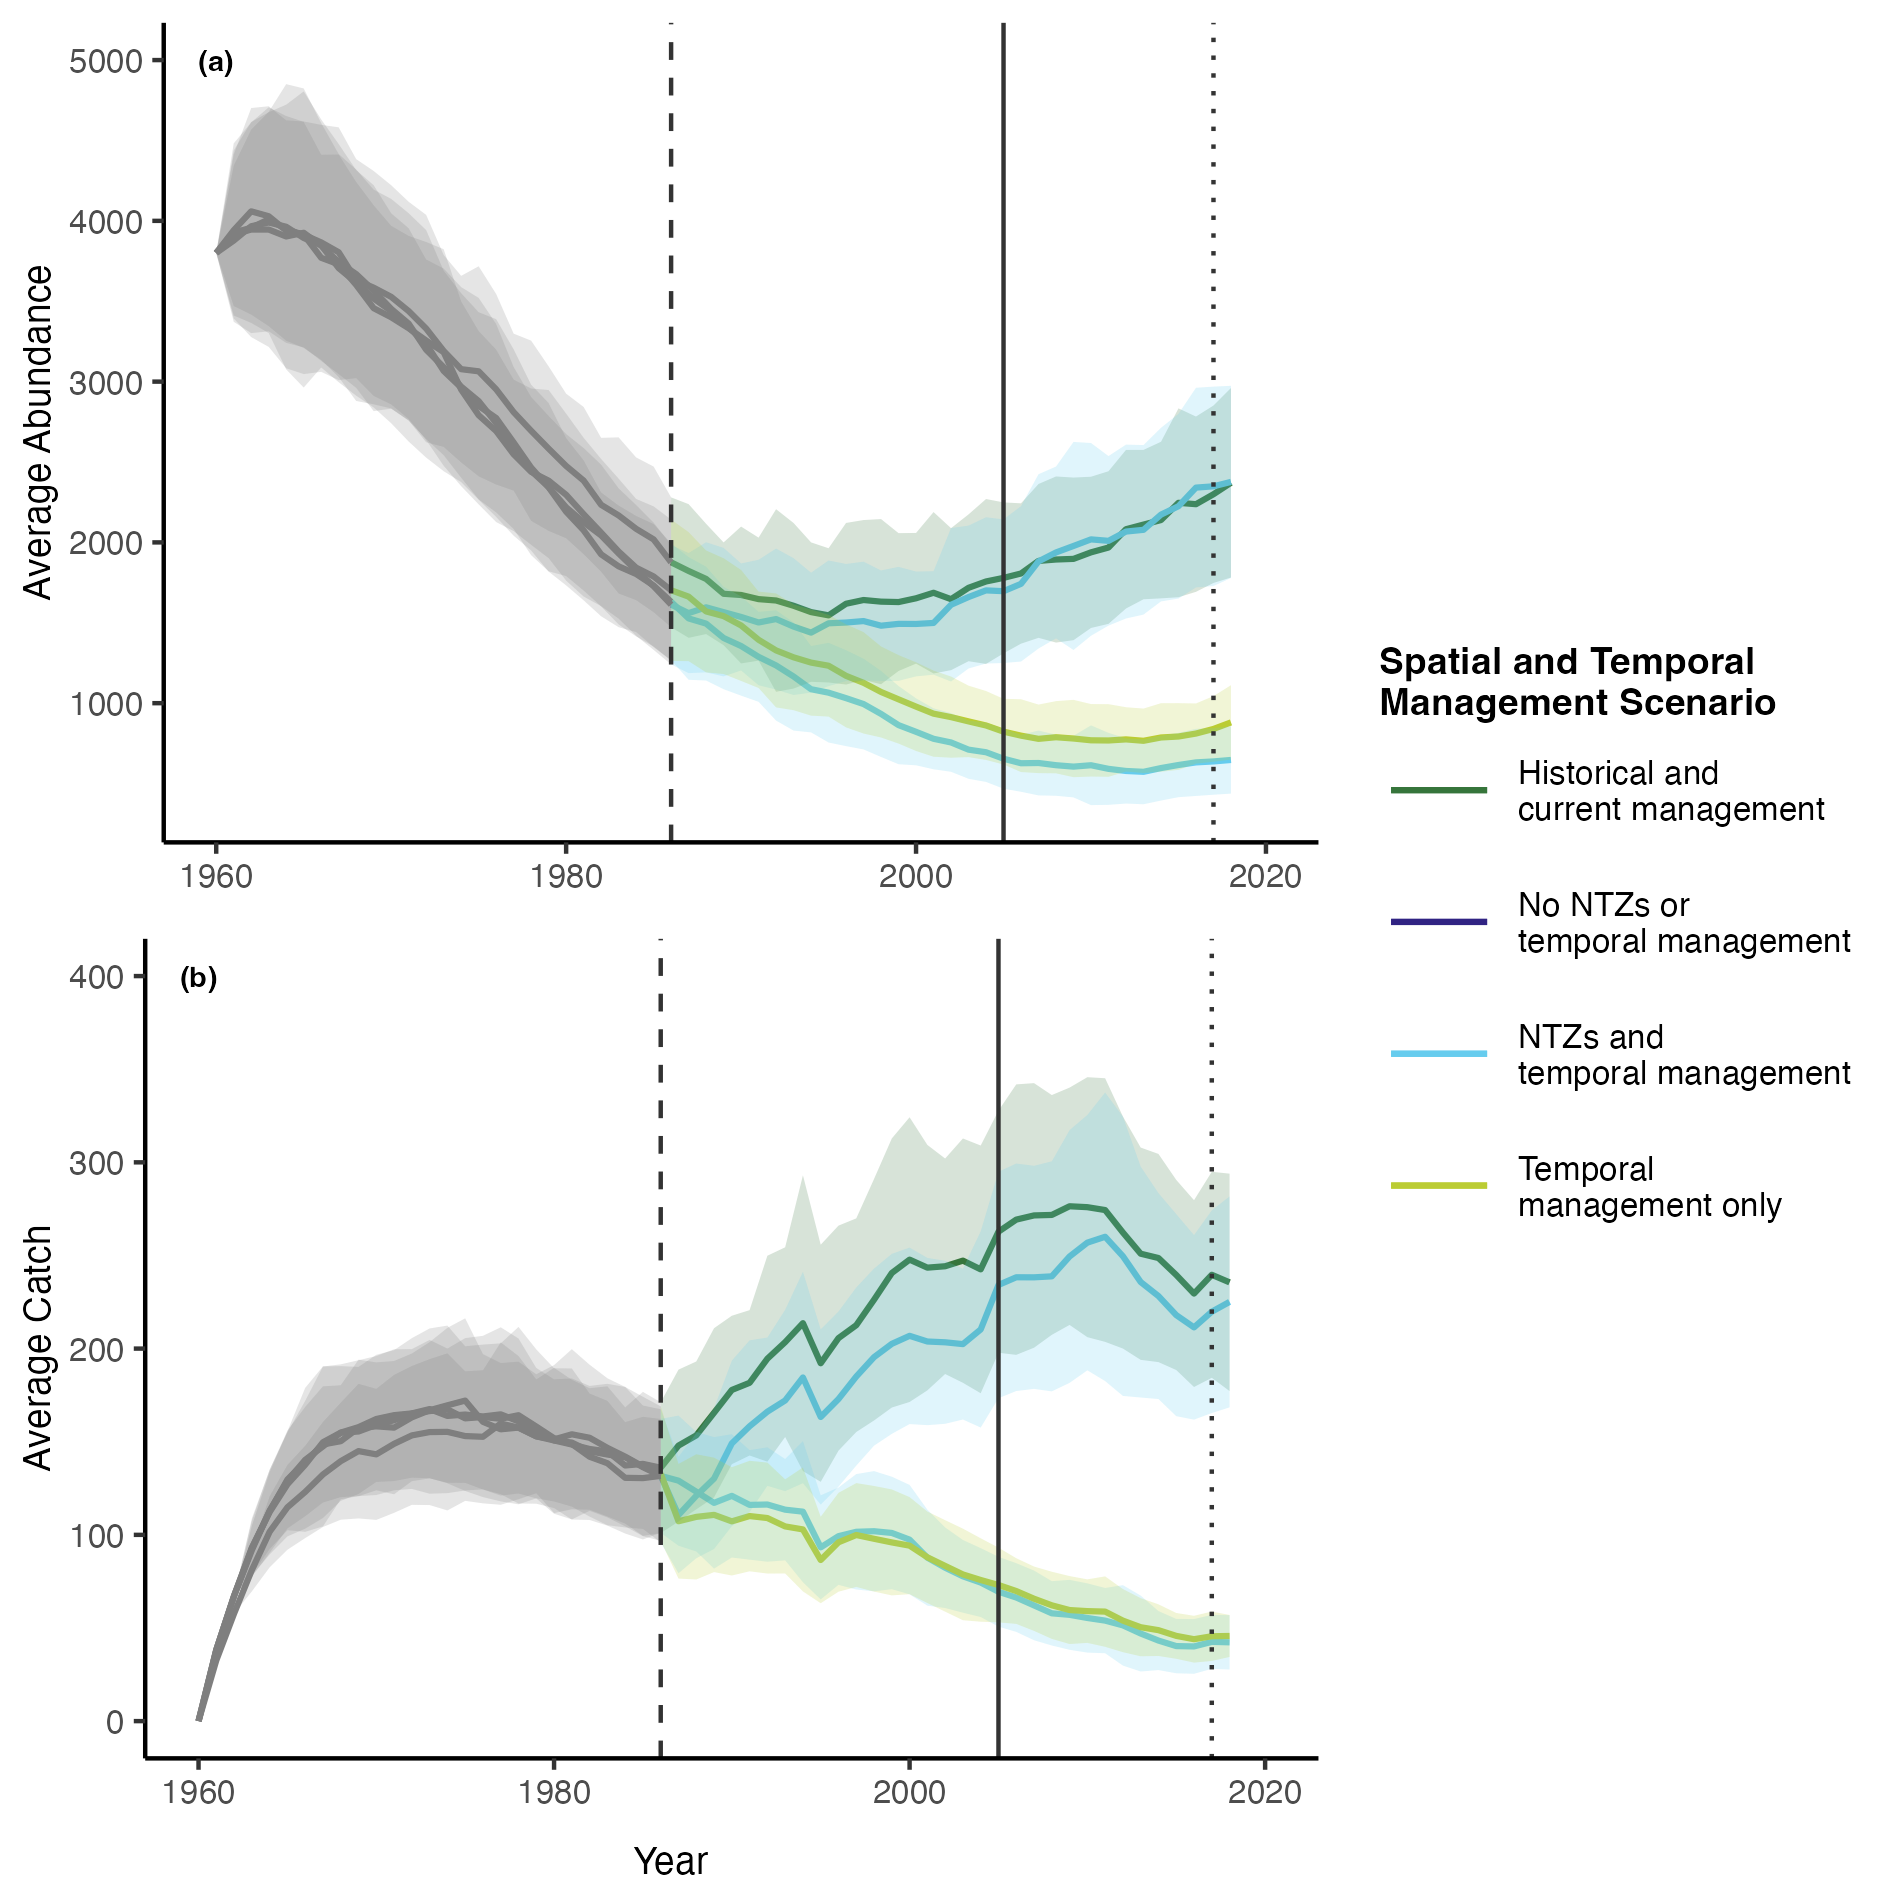 (a)
5000
4000
3000
2000
1000
Average Abundance
1960
1980
2000
2020
(b)
400
300
200
100
0
Average Catch
1960
1980
2000
2020
Year
Spatial and Temporal
Management Scenario
Historical and
current management
No NTZs or
temporal management
NTZs and
temporal management
Temporal
management only